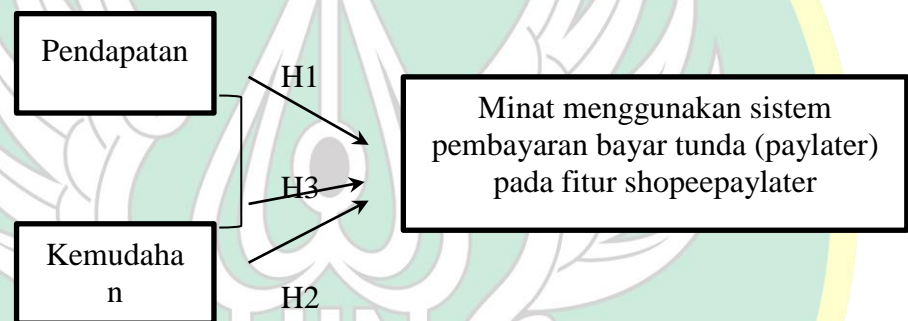 Pendapatan
H1
Minat menggunakan sistem
pembayaran bayar tunda (paylater)
pada fitur shopeepaylater
H3
Kemudaha
n
H2